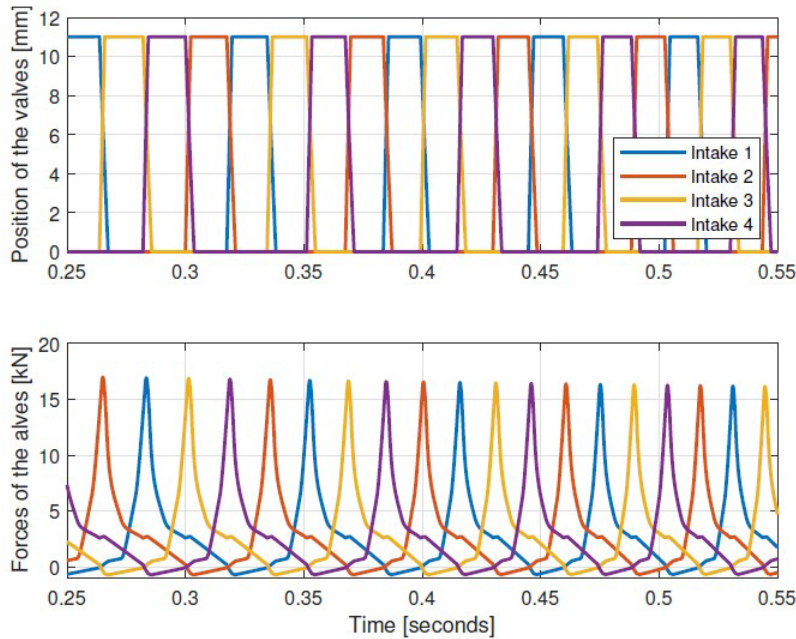 Position of the valves [mm]
12
10
8
6
4
2
0
Intake 1
Intake 2
Intake 3
Intake 4
0.25 0.3 0.35 0.4 0.45 0.5 0.55
Forces of the alves [kN]
20
15
10
5
0
0.25 0.3 0.35 0.4 0.45 0.5 0.55
Time [seconds]